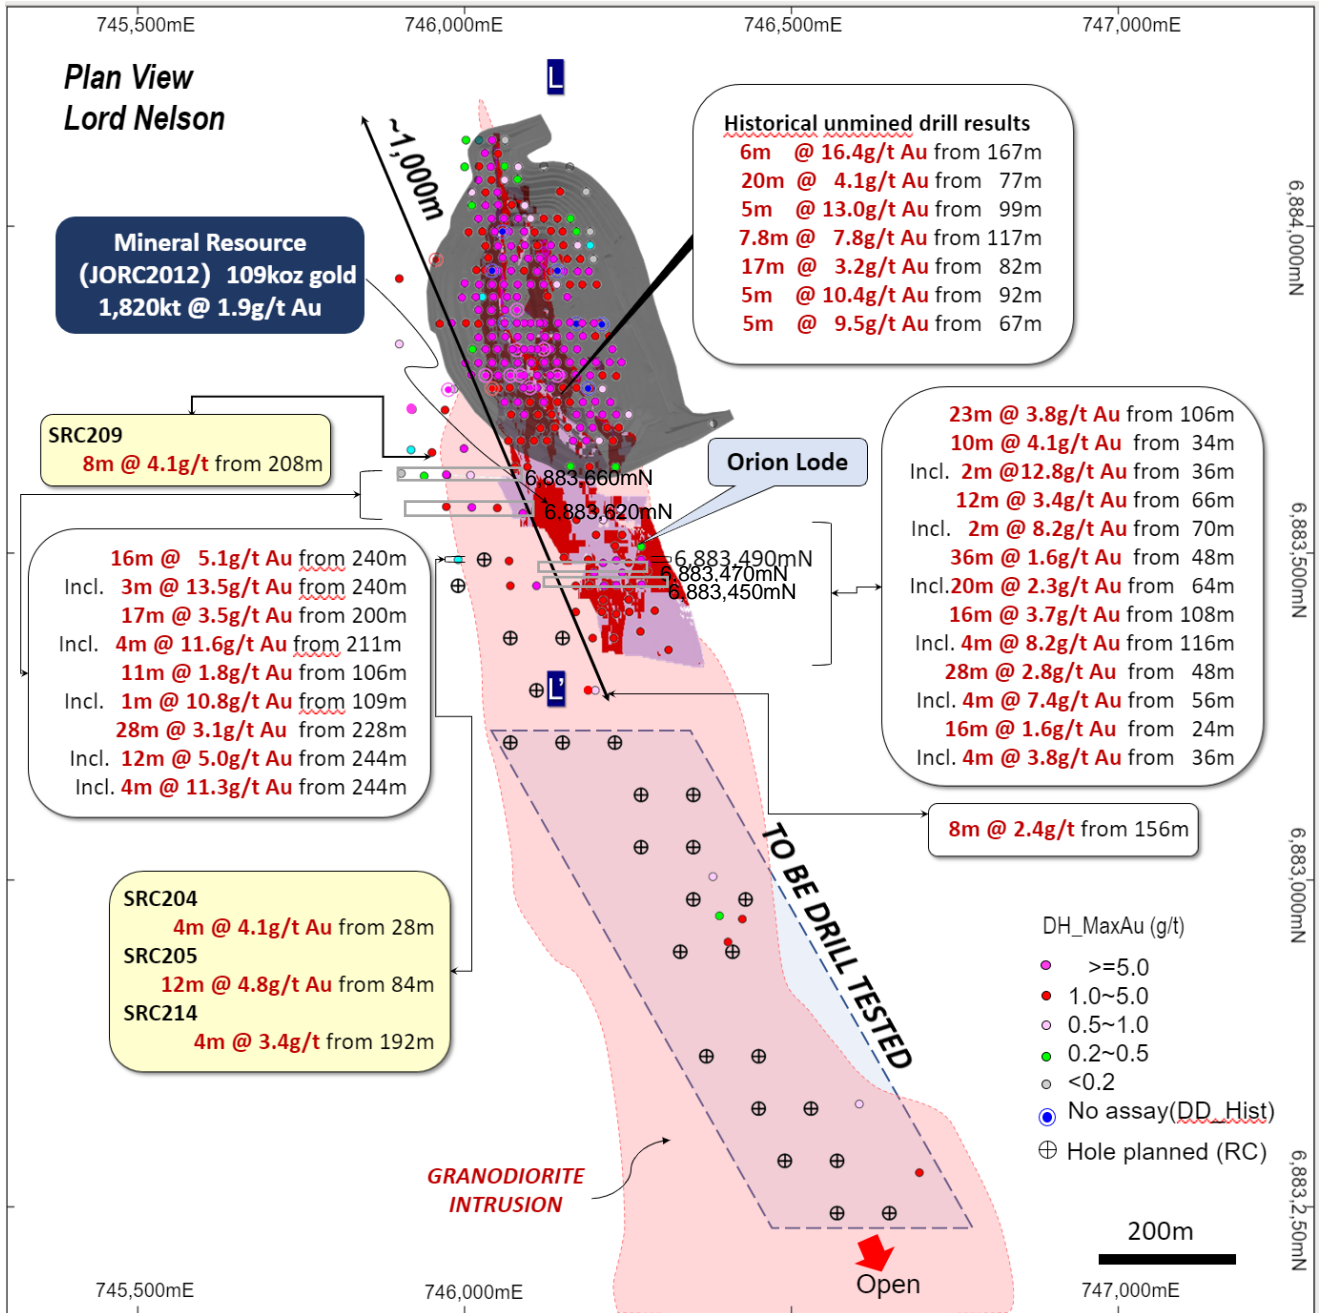 745,500mE
746,000mE
746,500mE
747,000mE
Plan View
Lord Nelson
L
~1,000m
Historical unmined drill results
6m @ 16.4g/t Au from 167m
20m @ 4.1g/t Au from 77m
5m @ 13.0g/t Au from 99m
7.8m @ 7.8g/t Au from 117m
17m @ 3.2g/t Au from 82m
5m @ 10.4g/t Au from 92m
5m @ 9.5g/t Au from 67m
6,884,000mN
Mineral Resource
(JORC2012) 109koz gold
1,820kt @ 1.9g/t Au
SRC209
8m @ 4.1g/t from 208m
Orion Lode
6,883,660mN
6,883,620mN
6,883,490mN
6,883,470mN
6,883,450mN
6,883,500mN
23m @ 3.8g/t Au from 106m
10m @ 4.1g/t Au from 34m
Incl. 2m @12.8g/t Au from 36m
12m @ 3.4g/t Au from 66m
Incl. 2m @ 8.2g/t Au from 70m
36m @ 1.6g/t Au from 48m
Incl.20m @ 2.3g/t Au from 64m
16m @ 3.7g/t Au from 108m
Incl. 4m @ 8.2g/t Au from 116m
28m @ 2.8g/t Au from 48m
Incl. 4m @ 7.4g/t Au from 56m
16m @ 1.6g/t Au from 24m
Incl. 4m @ 3.8g/t Au from 36m
16m @ 5.1g/t Au from 240m
Incl. 3m @ 13.5g/t Au from 240m
17m @ 3.5g/t Au from 200m
Incl. 4m @ 11.6g/t Au from 211m
11m @ 1.8g/t Au from 106m
Incl. 1m @ 10.8g/t Au from 109m
28m @ 3.1g/t Au from 228m
Incl. 12m @ 5.0g/t Au from 244m
Incl. 4m @ 11.3g/t Au from 244m
L'
8m @ 2.4g/t from 156m
TO BE DRILL TESTED
6,883,000mN
SRC204
4m @ 4.1g/t Au from 28m
SRC205
12m @ 4.8g/t Au from 84m
SRC214
4m @ 3.4g/t from 192m
DH_MaxAu (g/t)
>=5.0
1.0~5.0
0.5~1.0
0.2~0.5
<0.2
No assay(DD_Hist)
Hole planned (RC)
GRANODIORITE
INTRUSION
6,883,2,50mN
200m
Open
745,500mE
746,000mE
747,000mE